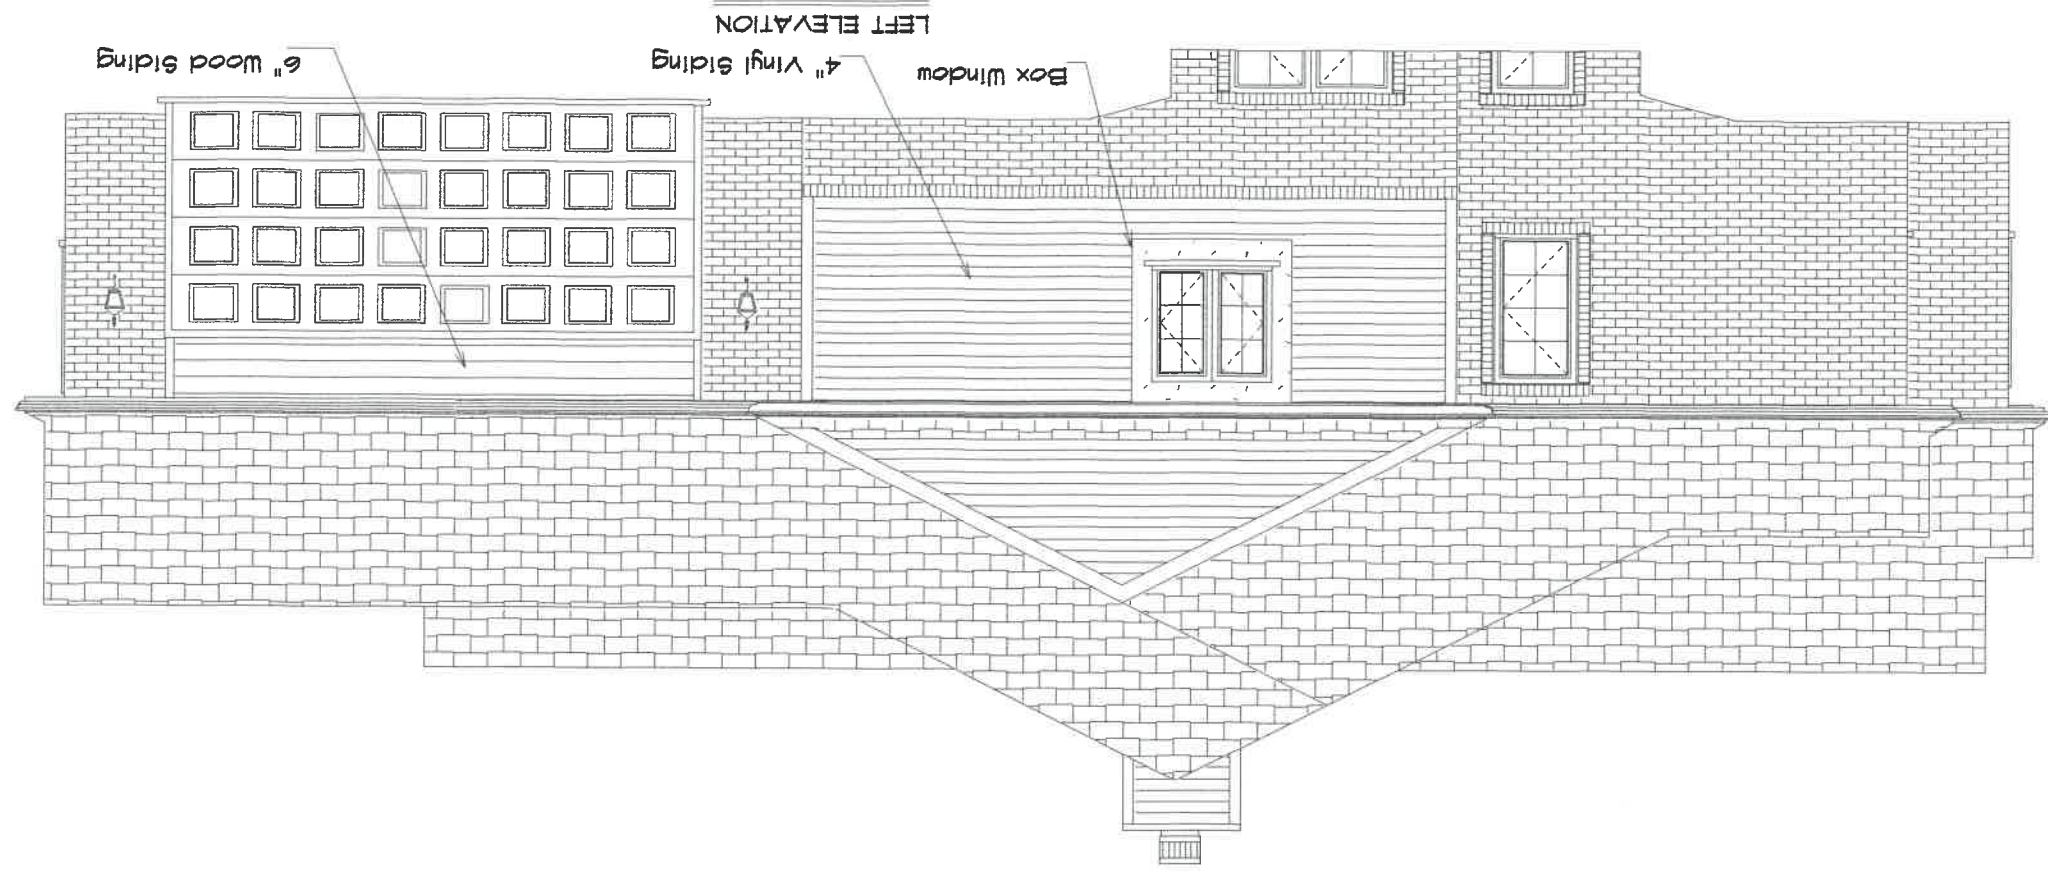 Box Window
4" Vinyl Siding
6" Wood Siding
LEFT ELEVATION